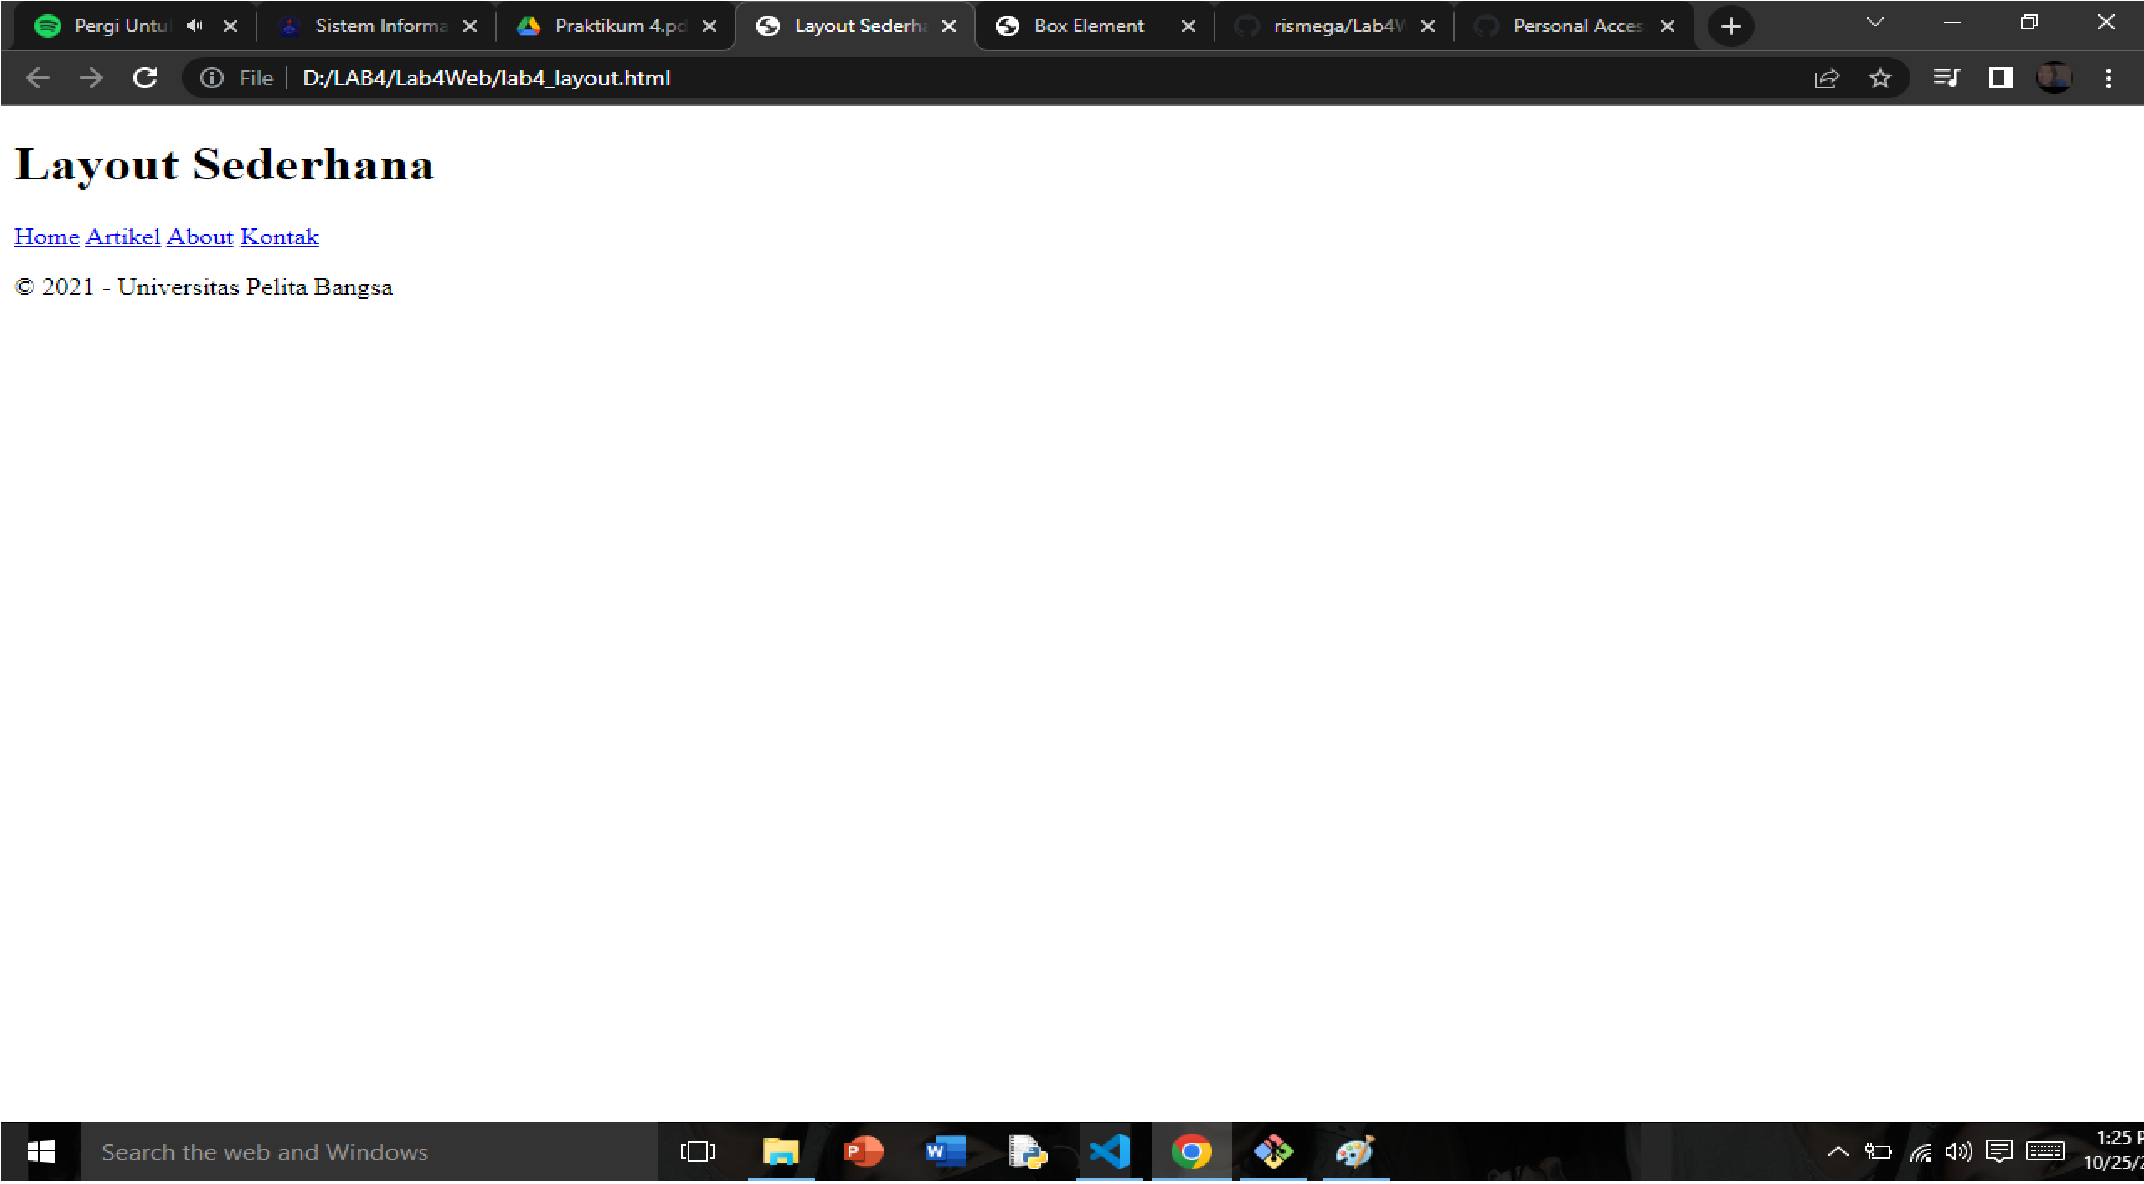 Pergi Untu
Sistem Informa
Praktikum 4.pd
Layout Sederha
Box Element
rismega/Lab4W
Personal Acces
File
D:/LAB4/Lab4Web/lab4_layout.html
Layout Sederhana
Home Artikel About Kontak
© 2021 - Universitas Pelita Bangsa
Search the web and Windows
1:25 P
10/25/2